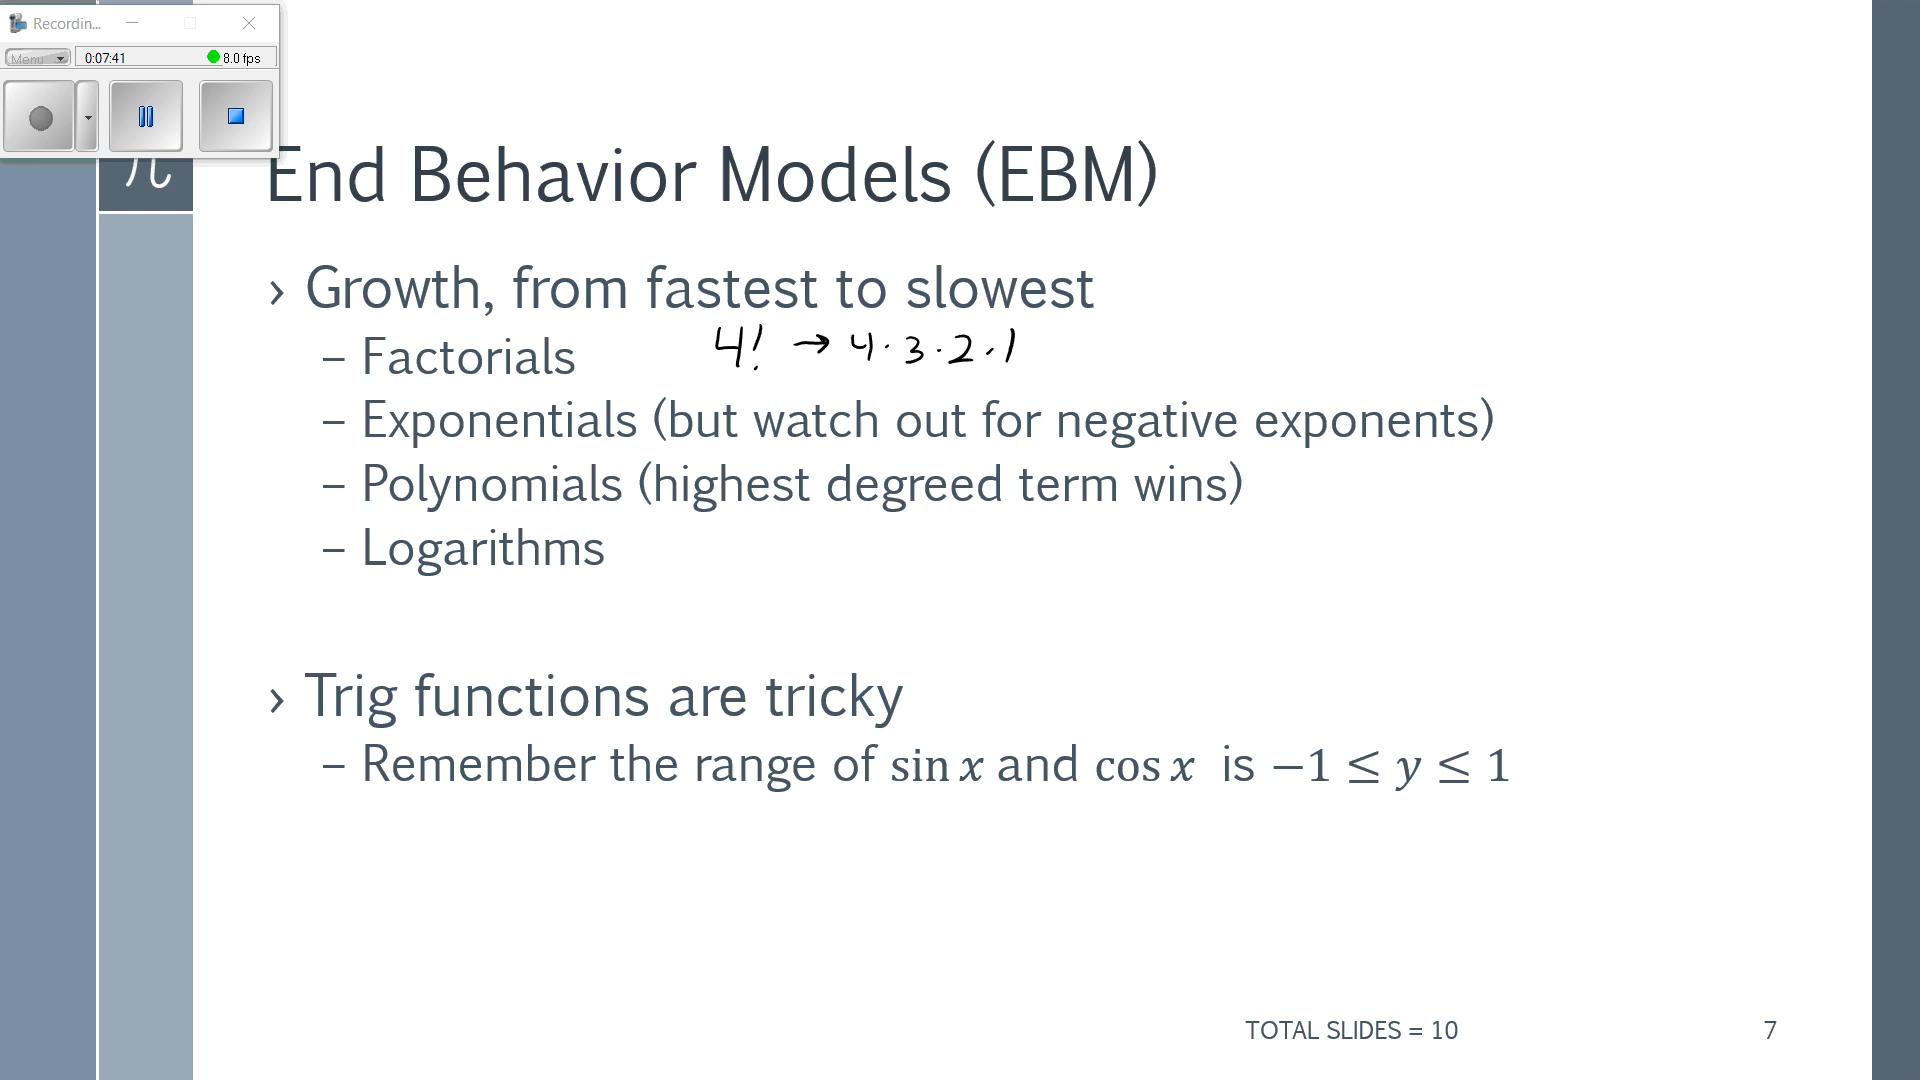 Recordin...
Menu
0:07:41
8.0 fps
π
End Behavior Models (EBM)
› Growth, from fastest to slowest
– Factorials 4! → 4·3·2·1
– Exponentials (but watch out for negative exponents)
– Polynomials (highest degreed term wins)
– Logarithms
› Trig functions are tricky
– Remember the range of sin x and cos x is −1 ≤ y ≤ 1
TOTAL SLIDES = 10
7